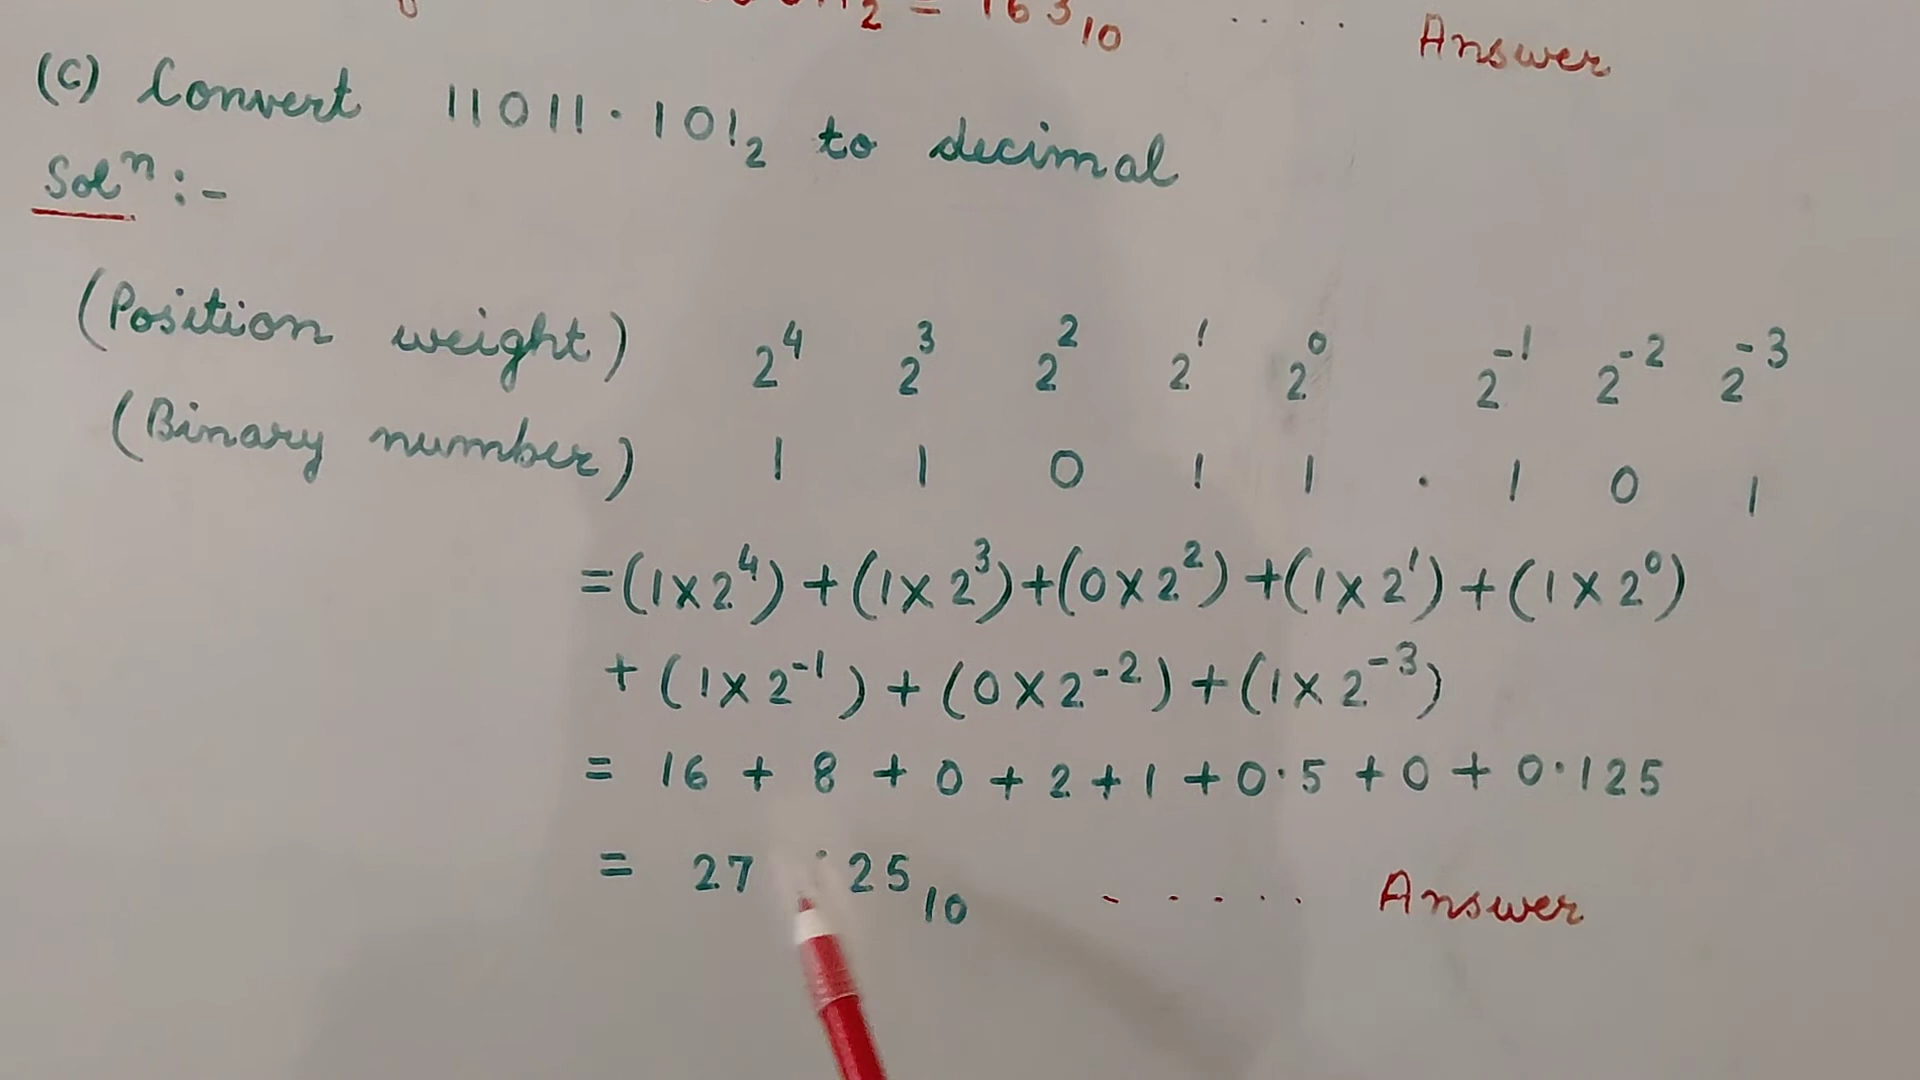 ₂ = 163₁₀ .... Answer
(C) Convert 11011.101₂ to decimal
Solⁿ :-
(Position weight) 2⁴ 2³ 2² 2¹ 2⁰ 2⁻¹ 2⁻² 2⁻³
(Binary number) 1 1 0 1 1 . 1 0 1
=(1×2⁴)+(1×2³)+(0×2²)+(1×2¹)+(1×2⁰)
+(1×2⁻¹)+(0×2⁻²)+(1×2⁻³)
= 16 + 8 + 0 + 2 + 1 + 0.5 + 0 + 0.125
= 27 . 25₁₀ ..... Answer